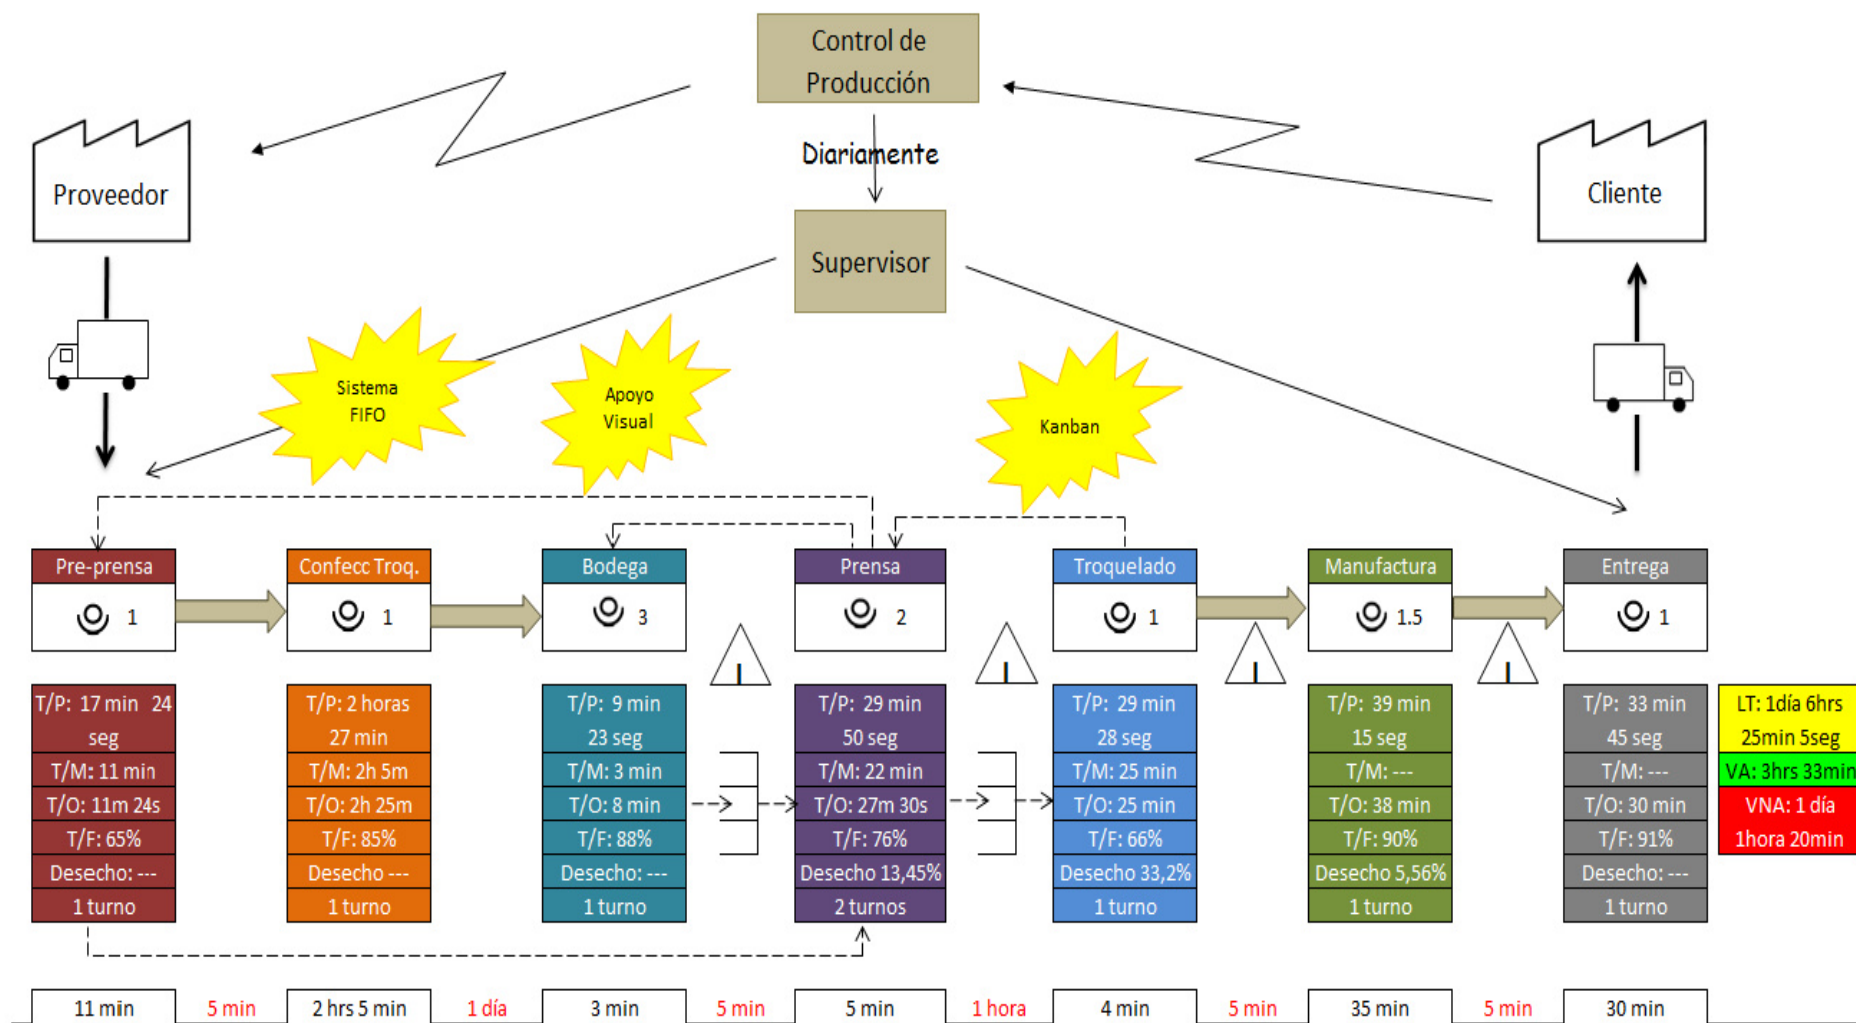 Control de
Producción
Diariamente
Proveedor
Cliente
Supervisor
Sistema
FIFO
Apoyo
Visual
Kanban
Pre-prensa
1
Confecc Troq.
1
Bodega
3
Prensa
2
Troquelado
1
Manufactura
1.5
Entrega
1
I
I
I
I
T/P: 17 min 24
seg
T/M: 11 min
T/O: 11m 24s
T/F: 65%
Desecho: ---
1 turno
T/P: 2 horas
27 min
T/M: 2h 5m
T/O: 2h 25m
T/F: 85%
Desecho ---
1 turno
T/P: 9 min
23 seg
T/M: 3 min
T/O: 8 min
T/F: 88%
Desecho: ---
1 turno
T/P: 29 min
50 seg
T/M: 22 min
T/O: 27m 30s
T/F: 76%
Desecho 13,45%
2 turnos
T/P: 29 min
28 seg
T/M: 25 min
T/O: 25 min
T/F: 66%
Desecho 33,2%
1 turno
T/P: 39 min
15 seg
T/M: ---
T/O: 38 min
T/F: 90%
Desecho 5,56%
1 turno
T/P: 33 min
45 seg
T/M: ---
T/O: 30 min
T/F: 91%
Desecho: ---
1 turno
LT: 1día 6hrs
25min 5seg
VA: 3hrs 33min
VNA: 1 día
1hora 20min
11 min 5 min 2 hrs 5 min 1 día 3 min 5 min 5 min 1 hora 4 min 5 min 35 min 5 min 30 min